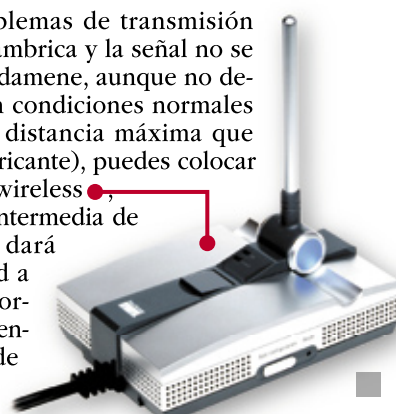 blemas de transmisión
ámbrica y la señal no se
damene, aunque no de-
n condiciones normales
distancia máxima que
ricante), puedes colocar
wireless ,
ntermedia de
dará
d a
or-
en-
de